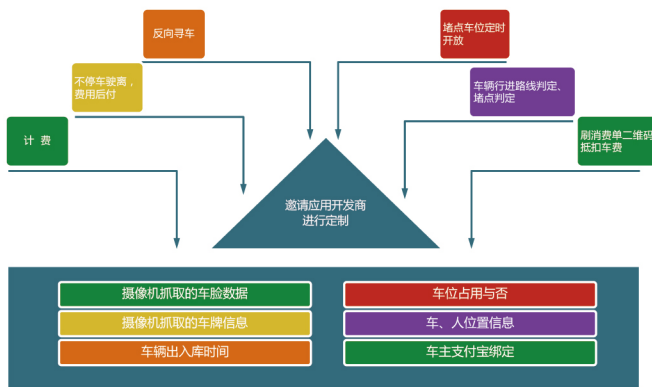 反向寻车
堵点车位定时
开放
不停车驶离，
费用后付
车辆行进路线判定、
堵点判定
计 费
刷消费单二维码
抵扣车费
邀请应用开发商
进行定制
摄像机抓取的车脸数据
车位占用与否
摄像机抓取的车牌信息
车、人位置信息
车辆出入库时间
车主支付宝绑定